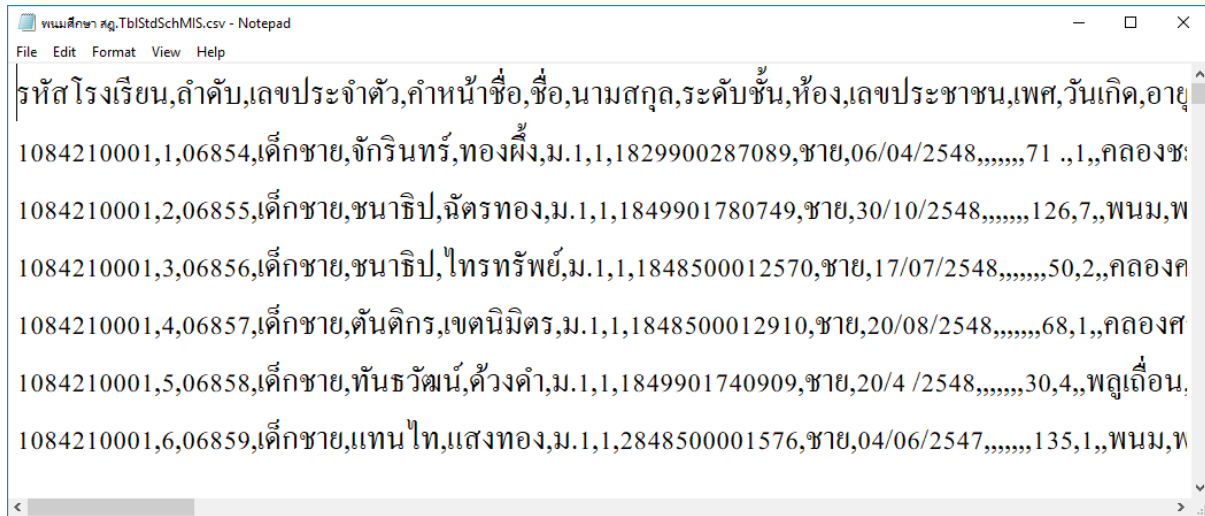 พนมศึกษา สฎ.TblStdSchMIS.csv - Notepad
File Edit Format View Help
รหัสโรงเรียน,ลำดับ,เลขประจำตัว,คำหน้าชื่อ,ชื่อ,นามสกุล,ระดับชั้น,ห้อง,เลขประชาชน,เพศ,วันเกิด,อายุ
1084210001,1,06854,เด็กชาย,จักรินทร์,ทองผึ้ง,ม.1,1,1829900287089,ชาย,06/04/2548,,,,,,,71 .,1,,คลองช
1084210001,2,06855,เด็กชาย,ชนาธิป,ฉัตรทอง,ม.1,1,1849901780749,ชาย,30/10/2548,,,,,,,126,7,,พนม,พ
1084210001,3,06856,เด็กชาย,ชนาธิป,ไทรทรัพย์,ม.1,1,1848500012570,ชาย,17/07/2548,,,,,,,50,2,,คลองศ
1084210001,4,06857,เด็กชาย,ตันติกร,เขตนิมิตร,ม.1,1,1848500012910,ชาย,20/08/2548,,,,,,,68,1,,คลองศ
1084210001,5,06858,เด็กชาย,ทันธวัฒน์,ด้วงคำ,ม.1,1,1849901740909,ชาย,20/4 /2548,,,,,,,30,4,,พลูเถื่อน,
1084210001,6,06859,เด็กชาย,แทนไท,แสงทอง,ม.1,1,2848500001576,ชาย,04/06/2547,,,,,,,135,1,,พนม,พ